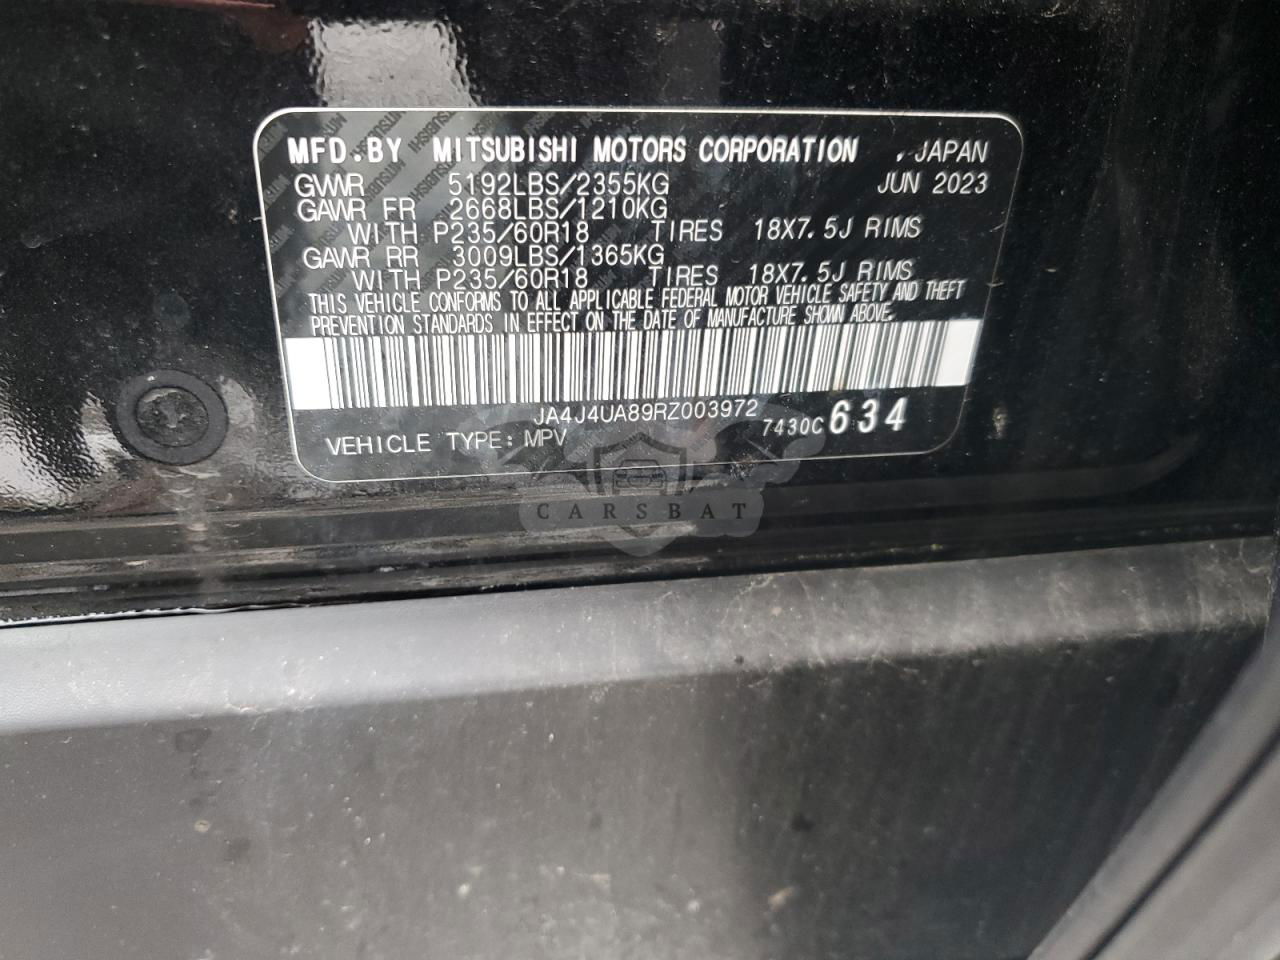 MFD.BY MITSUBISHI MOTORS CORPORATION , JAPAN
GVWR 5192LBS/2355KG JUN 2023
GAWR FR 2668LBS/1210KG
WITH P235/60R18 TIRES 18X7.5J RIMS
GAWR RR 3009LBS/1365KG
WITH P235/60R18 TIRES 18X7.5J RIMS
THIS VEHICLE CONFORMS TO ALL APPLICABLE FEDERAL MOTOR VEHICLE SAFETY AND THEFT
PREVENTION STANDARDS IN EFFECT ON THE DATE OF MANUFACTURE SHOWN ABOVE.
JA4J4UA89RZ003972 7430C 634
VEHICLE TYPE: MPV
CARSBAT